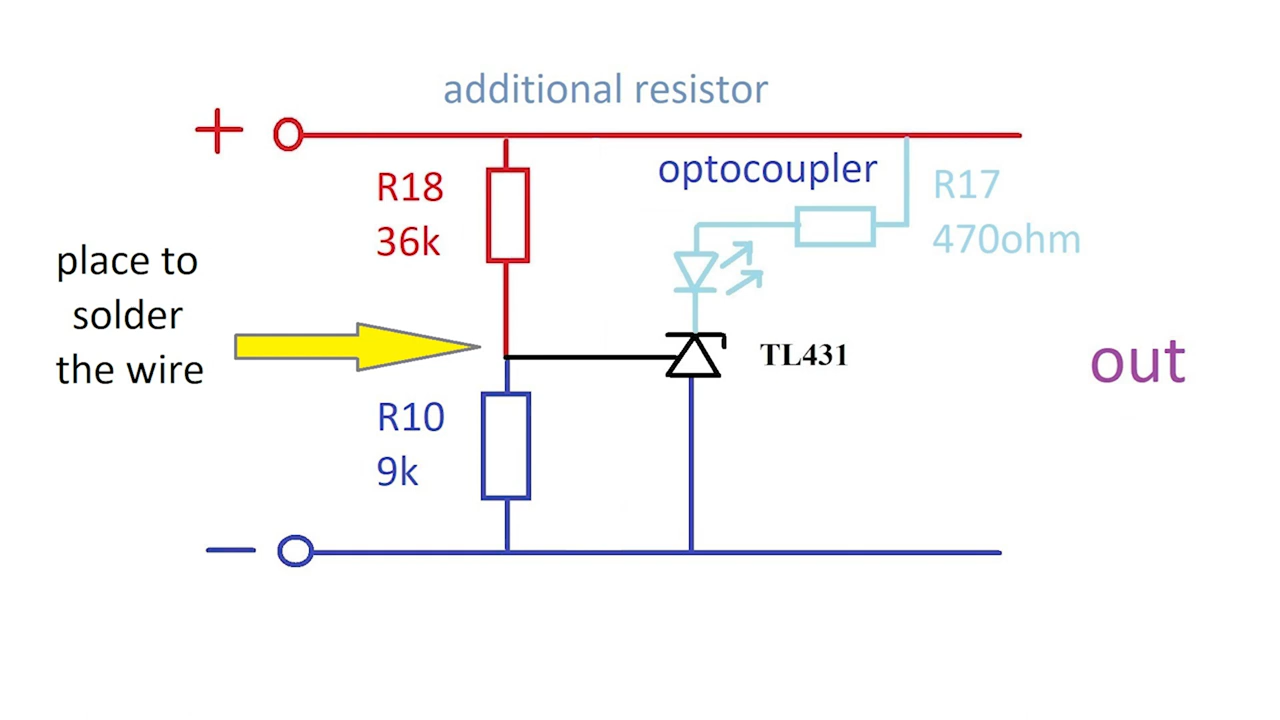 additional resistor
+
optocoupler
R18
36k
R17
470ohm
place to
solder
the wire
TL431
out
R10
9k
—